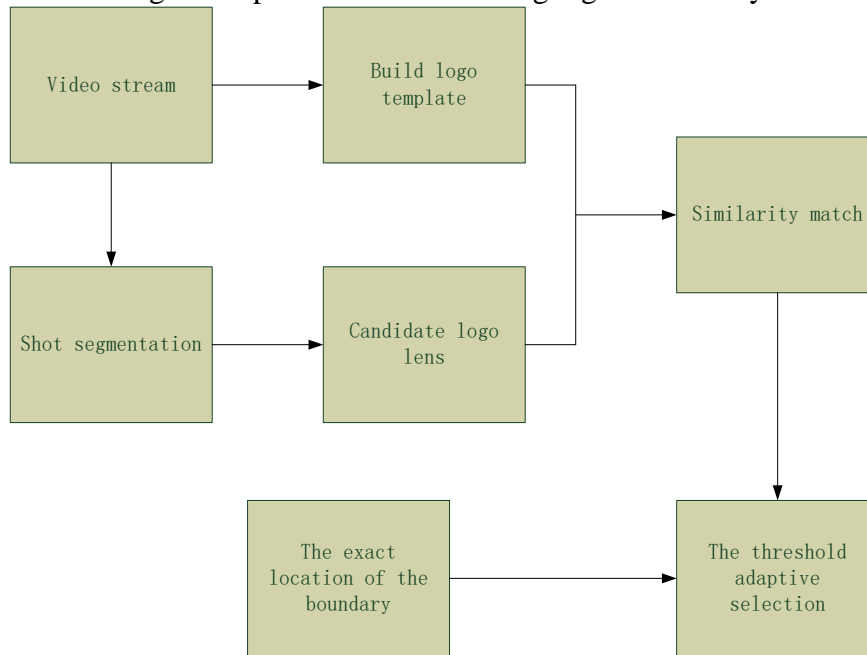 Video stream
Build logo
template
Similarity match
Shot segmentation
Candidate logo
lens
The exact
location of the
boundary
The threshold
adaptive
selection